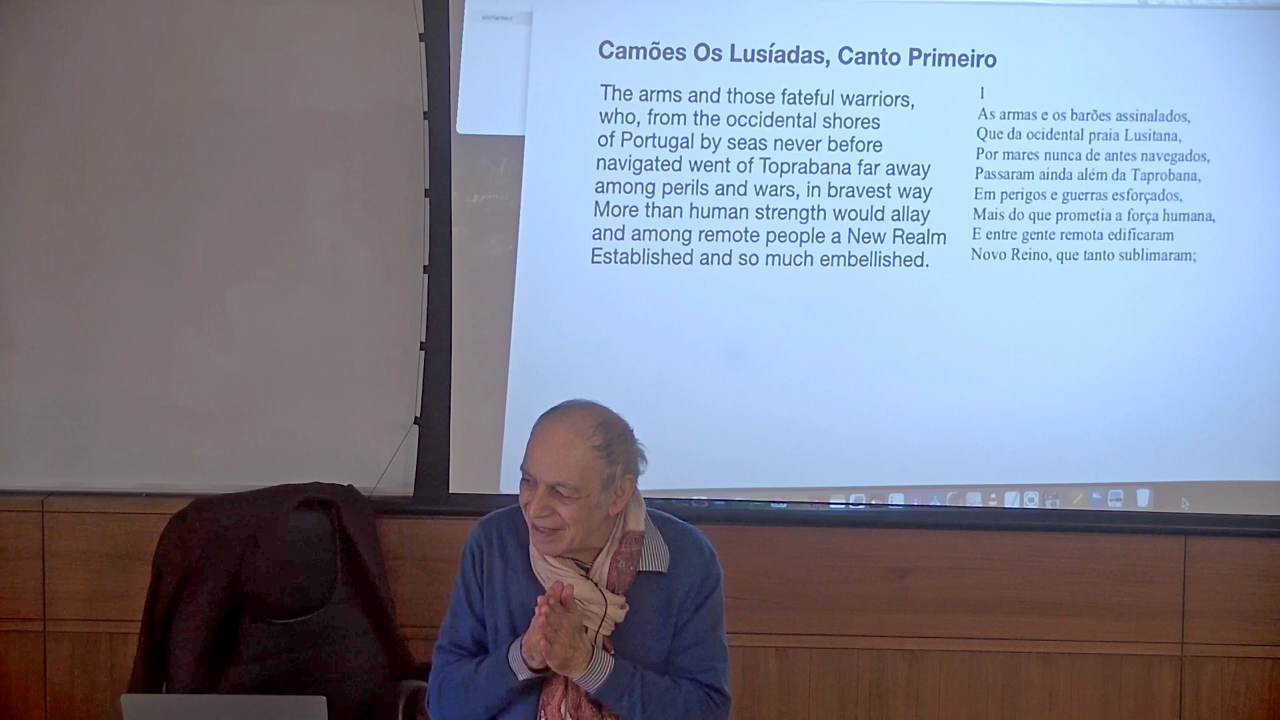 Camões Os Lusíadas, Canto Primeiro
The arms and those fateful warriors,
who, from the occidental shores
of Portugal by seas never before
navigated went of Toprabana far away
among perils and wars, in bravest way
More than human strength would allay
and among remote people a New Realm
Established and so much embellished.
I
As armas e os barões assinalados,
Que da ocidental praia Lusitana,
Por mares nunca de antes navegados,
Passaram ainda além da Taprobana,
Em perigos e guerras esforçados,
Mais do que prometia a força humana,
E entre gente remota edificaram
Novo Reino, que tanto sublimaram;